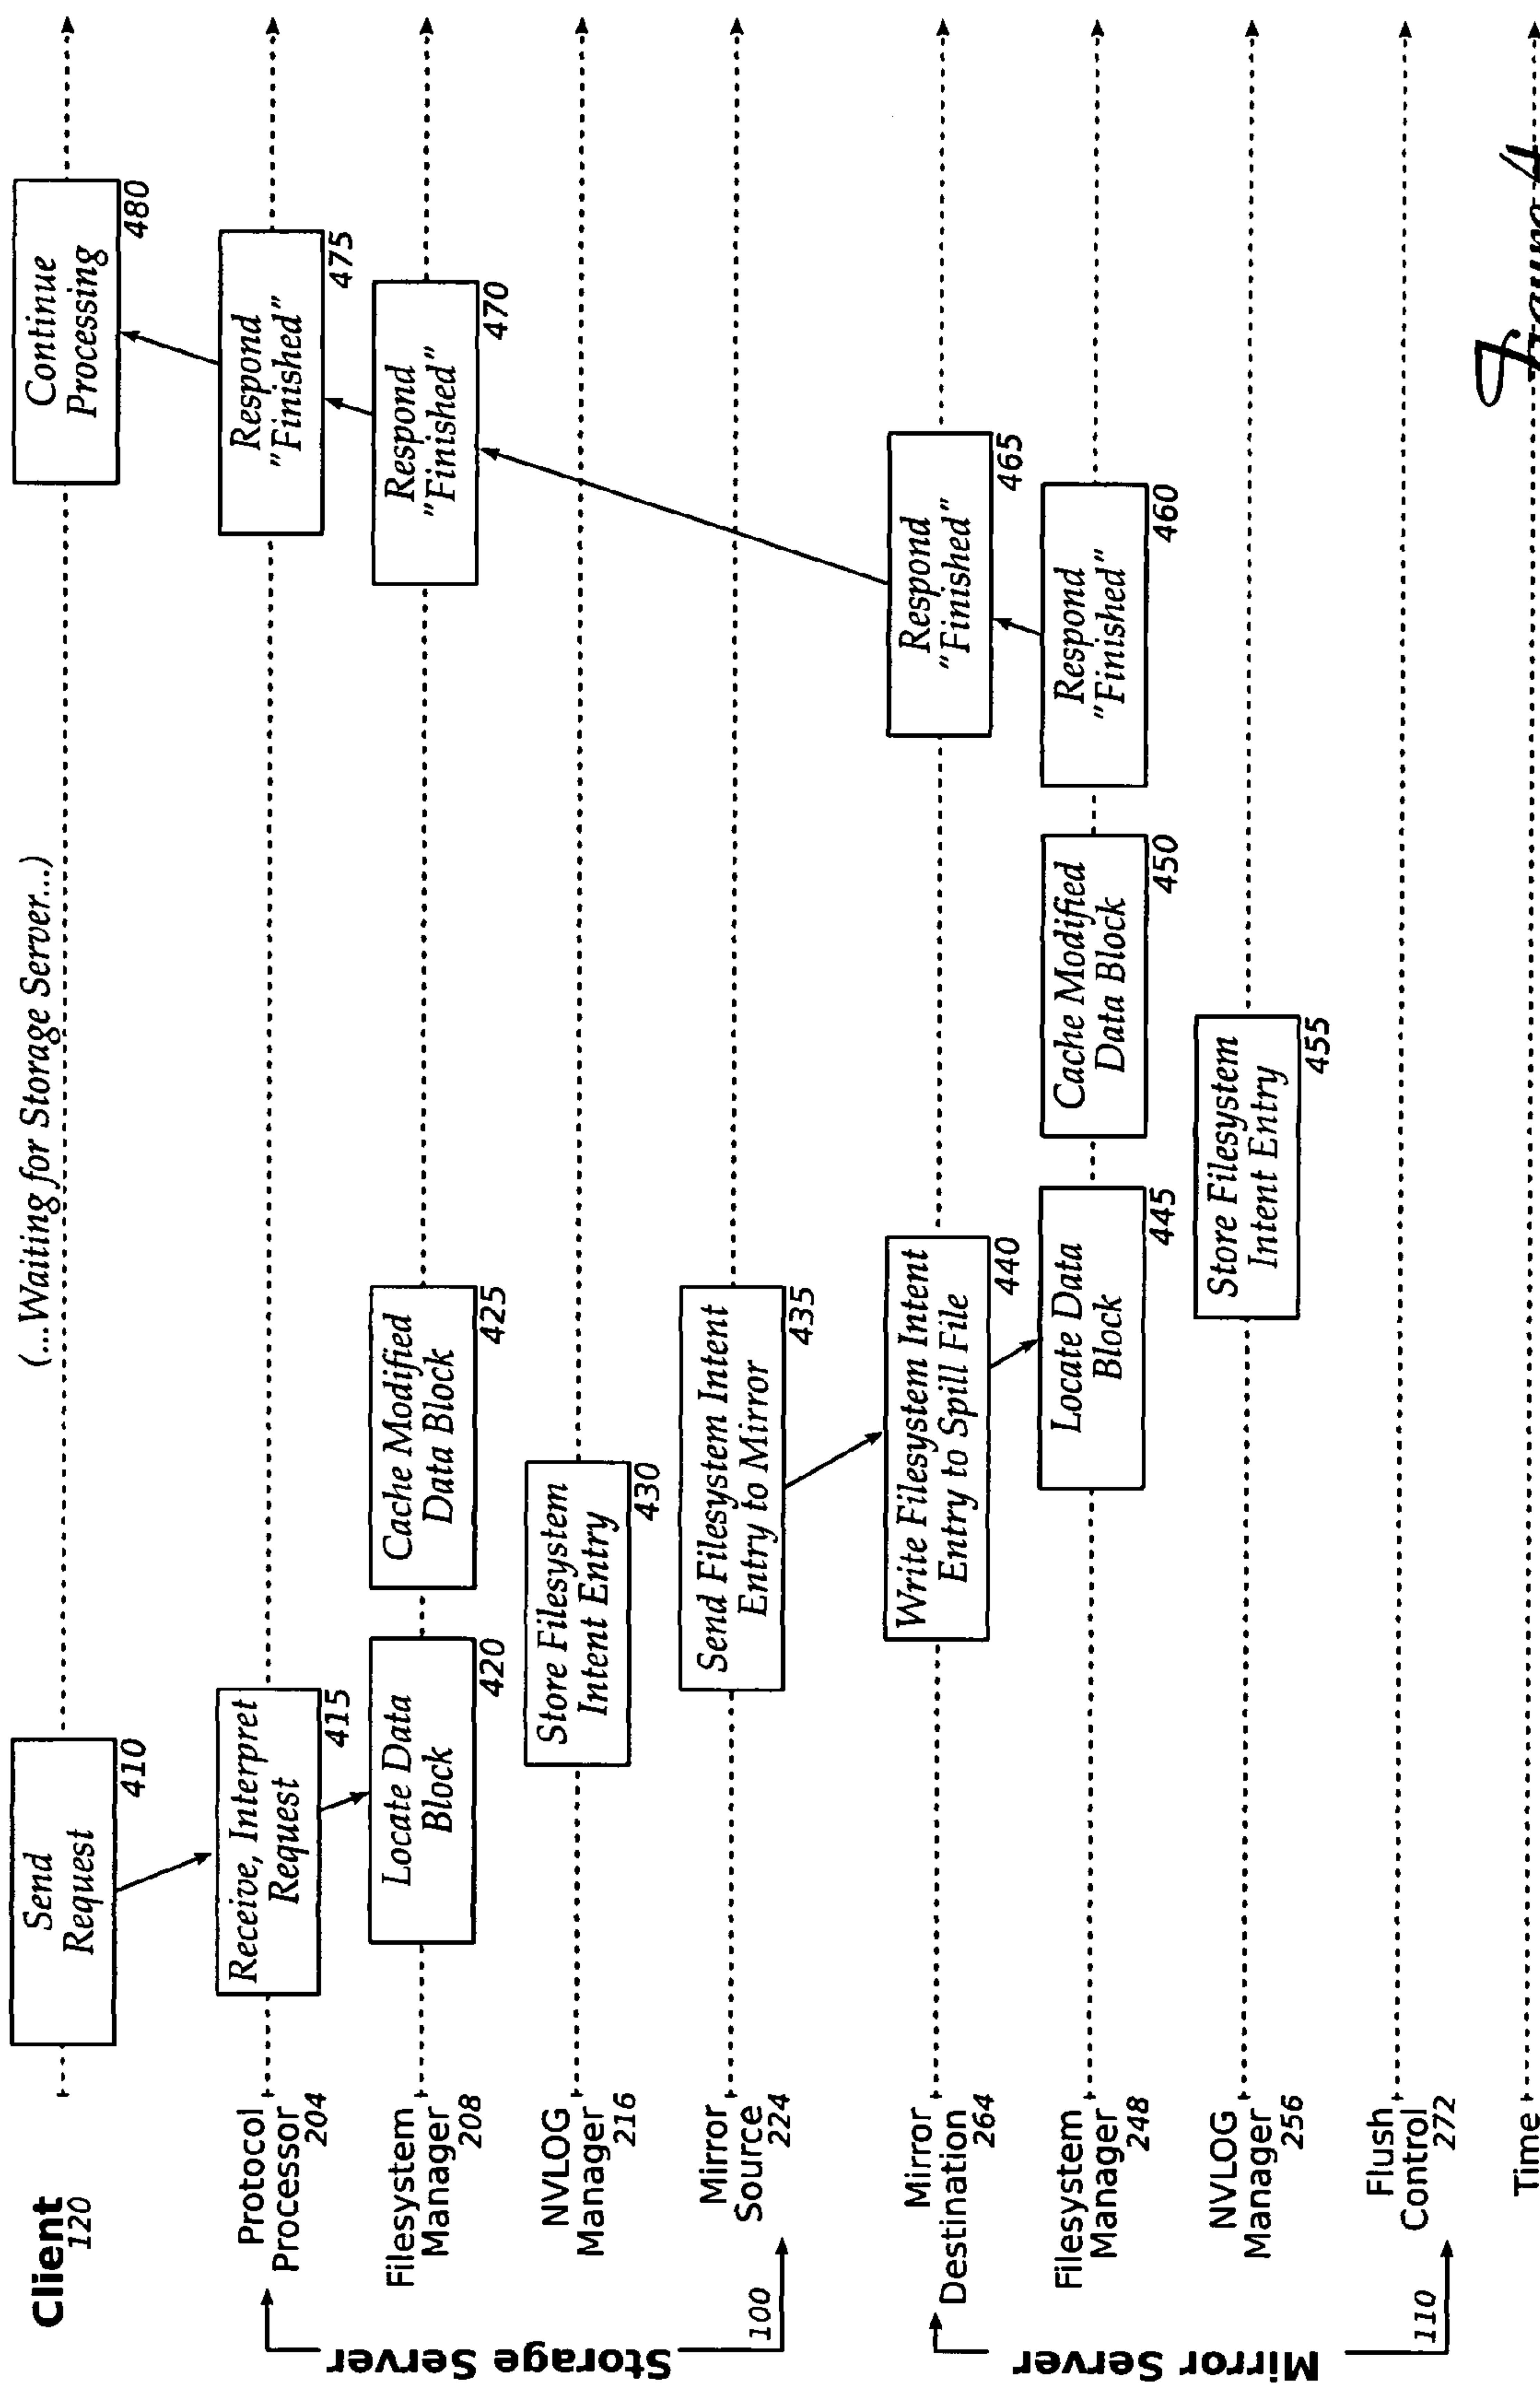 Client
120
(...Waiting for Storage Server...)
Send
Request
410
Continue
Processing
480
Storage Server
100
Protocol
Processor
204
Receive, Interpret
Request
415
Respond
"Finished"
475
Filesystem
Manager
208
Locate Data
Block
420
Cache Modified
Data Block
425
Respond
"Finished"
470
NVLOG
Manager
216
Store Filesystem
Intent Entry
430
Mirror
Source
224
Send Filesystem Intent
Entry to Mirror
435
Mirror Server
110
Mirror
Destination
264
Write Filesystem Intent
Entry to Spill File
440
Respond
"Finished"
465
Filesystem
Manager
248
Locate Data
Block
445
Cache Modified
Data Block
450
Respond
"Finished"
460
NVLOG
Manager
256
Store Filesystem
Intent Entry
455
Flush
Control
272
Time
Figure 4